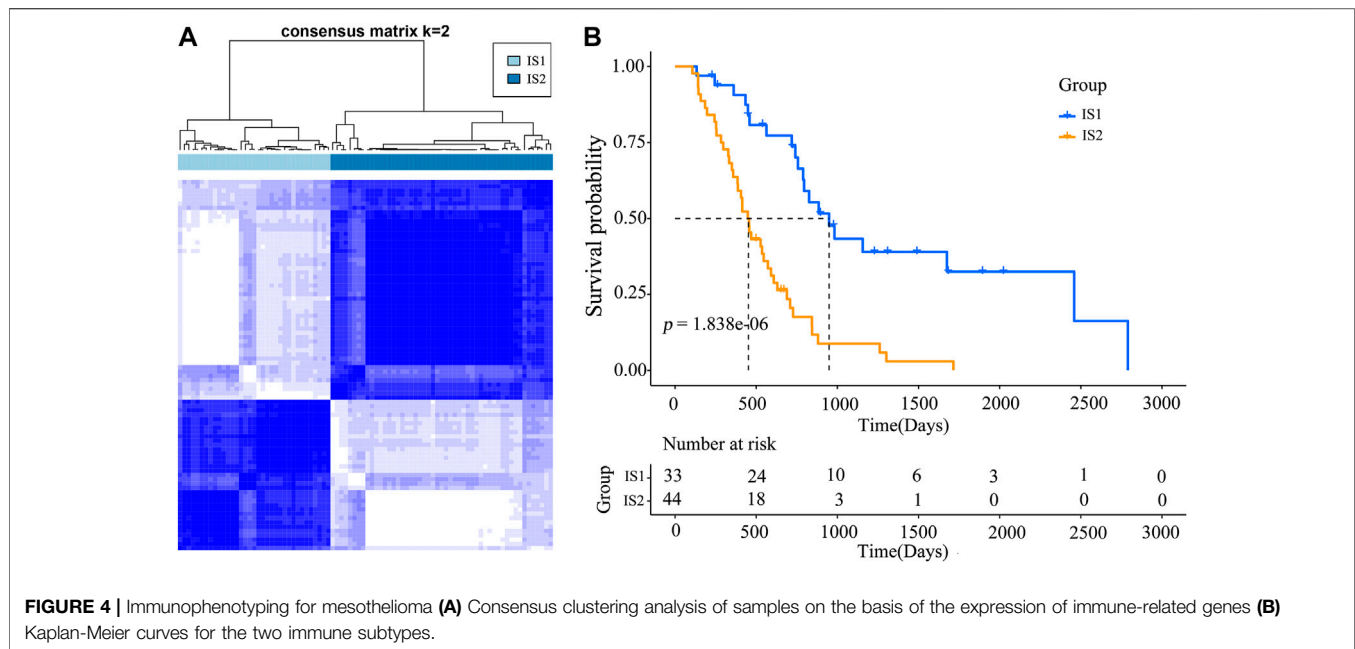 A
consensus matrix k=2
IS1
IS2
B
1.00
0.75
0.50
0.25
0.00
Survival probability
Group
IS1
IS2
p = 1.838e-06
0 500 1000 1500 2000 2500 3000
Time(Days)
Number at risk
Group
IS1 33 24 10 6 3 1 0
IS2 44 18 3 1 0 0 0
0 500 1000 1500 2000 2500 3000
Time(Days)
FIGURE 4 | Immunophenotyping for mesothelioma (A) Consensus clustering analysis of samples on the basis of the expression of immune-related genes (B)
Kaplan-Meier curves for the two immune subtypes.